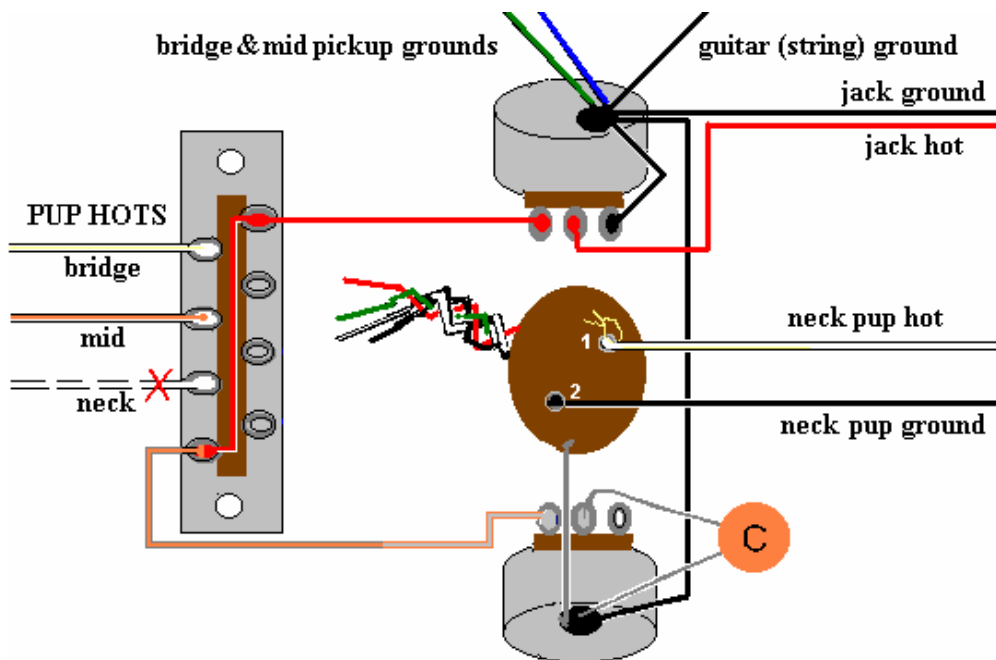 bridge & mid pickup grounds
guitar (string) ground
jack ground
jack hot
PUP HOTS
bridge
mid
neck
1
neck pup hot
2
neck pup ground
C